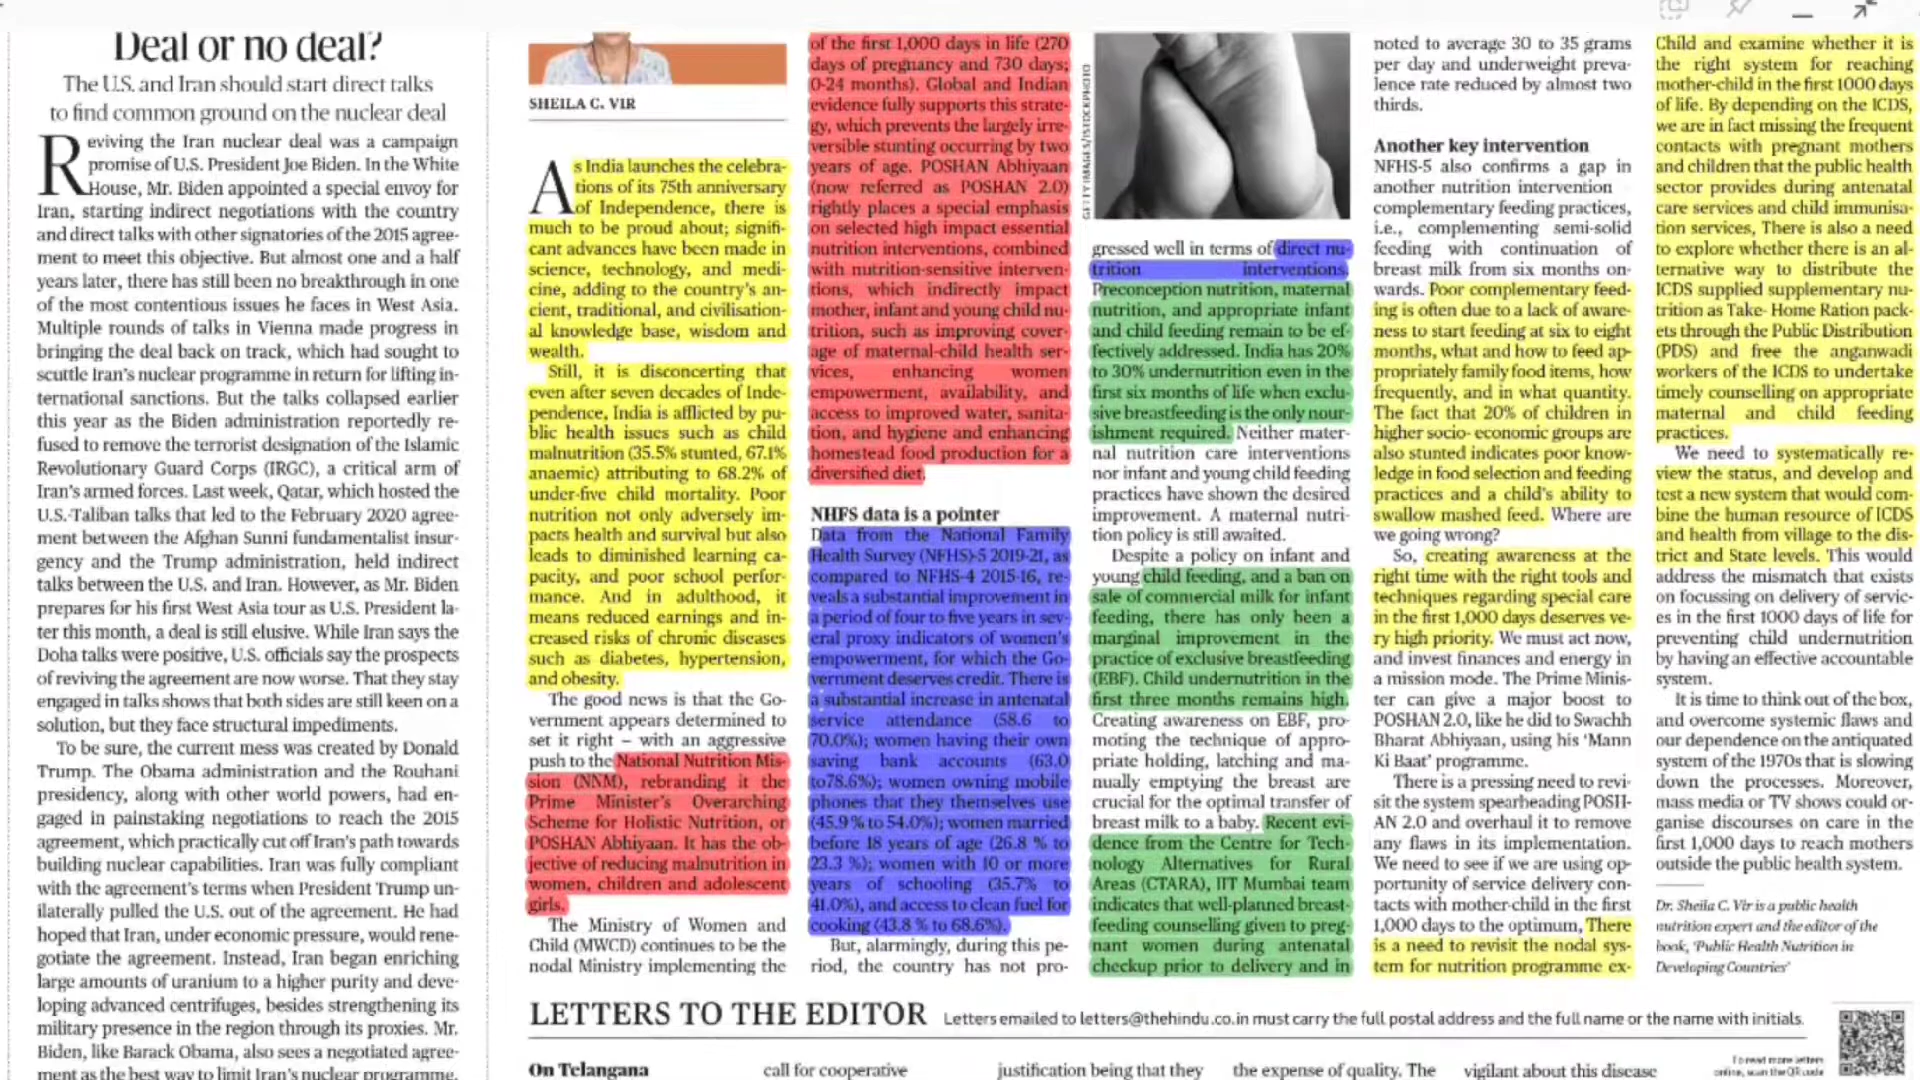 Deal or no deal?
The U.S. and Iran should start direct talks
to find common ground on the nuclear deal
Reviving the Iran nuclear deal was a campaign
promise of U.S. President Joe Biden. In the White
House, Mr. Biden appointed a special envoy for
Iran, starting indirect negotiations with the country
and direct talks with other signatories of the 2015 agree-
ment to meet this objective. But almost one and a half
years later, there has still been no breakthrough in one
of the most contentious issues he faces in West Asia.
Multiple rounds of talks in Vienna made progress in
bringing the deal back on track, which had sought to
scuttle Iran's nuclear programme in return for lifting in-
ternational sanctions. But the talks collapsed earlier
this year as the Biden administration reportedly re-
fused to remove the terrorist designation of the Islamic
Revolutionary Guard Corps (IRGC), a critical arm of
Iran's armed forces. Last week, Qatar, which hosted the
U.S.-Taliban talks that led to the February 2020 agree-
ment between the Afghan Sunni fundamentalist insur-
gency and the Trump administration, held indirect
talks between the U.S. and Iran. However, as Mr. Biden
prepares for his first West Asia tour as U.S. President la-
ter this month, a deal is still elusive. While Iran says the
Doha talks were positive, U.S. officials say the prospects
of reviving the agreement are now worse. That they stay
engaged in talks shows that both sides are still keen on a
solution, but they face structural impediments.
To be sure, the current mess was created by Donald
Trump. The Obama administration and the Rouhani
presidency, along with other world powers, had en-
gaged in painstaking negotiations to reach the 2015
agreement, which practically cut off Iran's path towards
building nuclear capabilities. Iran was fully compliant
with the agreement's terms when President Trump un-
ilaterally pulled the U.S. out of the agreement. He had
hoped that Iran, under economic pressure, would rene-
gotiate the agreement. Instead, Iran began enriching
large amounts of uranium to a higher purity and deve-
loping advanced centrifuges, besides strengthening its
military presence in the region through its proxies. Mr.
Biden, like Barack Obama, also sees a negotiated agree-
ment as the best way to limit Iran's nuclear programme.
SHEILA C. VIR
As India launches the celebra-
tions of its 75th anniversary
of Independence, there is
much to be proud about; signifi-
cant advances have been made in
science, technology, and medi-
cine, adding to the country's an-
cient, traditional, and civilisation-
al knowledge base, wisdom and
wealth.
Still, it is disconcerting that
even after seven decades of Inde-
pendence, India is afflicted by pu-
blic health issues such as child
malnutrition (35.5% stunted, 67.1%
anaemic) attributing to 68.2% of
under-five child mortality. Poor
nutrition not only adversely im-
pacts health and survival but also
leads to diminished learning ca-
pacity, and poor school perfor-
mance. And in adulthood, it
means reduced earnings and in-
creased risks of chronic diseases
such as diabetes, hypertension,
and obesity.
The good news is that the Go-
vernment appears determined to
set it right – with an aggressive
push to the National Nutrition Mis-
sion (NNM), rebranding it the
Prime Minister's Overarching
Scheme for Holistic Nutrition, or
POSHAN Abhiyaan. It has the ob-
jective of reducing malnutrition in
women, children and adolescent
girls.
The Ministry of Women and
Child (MWCD) continues to be the
nodal Ministry implementing the
of the first 1,000 days in life (270
days of pregnancy and 730 days;
0-24 months). Global and Indian
evidence fully supports this strate-
gy, which prevents the largely irre-
versible stunting occurring by two
years of age. POSHAN Abhiyaan
(now referred as POSHAN 2.0)
rightly places a special emphasis
on selected high impact essential
nutrition interventions, combined
with nutrition-sensitive interven-
tions, which indirectly impact
mother, infant and young child nu-
trition, such as improving cover-
age of maternal-child health ser-
vices, enhancing women
empowerment, availability, and
access to improved water, sanita-
tion, and hygiene and enhancing
homestead food production for a
diversified diet.
NHFS data is a pointer
Data from the National Family
Health Survey (NFHS)-5 2019-21, as
compared to NFHS-4 2015-16, re-
veals a substantial improvement in
a period of four to five years in sev-
eral proxy indicators of women's
empowerment, for which the Go-
vernment deserves credit. There is
a substantial increase in antenatal
service attendance (58.6 to
70.0%); women having their own
saving bank accounts (63.0
to78.6%); women owning mobile
phones that they themselves use
(45.9 % to 54.0%); women married
before 18 years of age (26.8 % to
23.3 %); women with 10 or more
years of schooling (35.7% to
41.0%), and access to clean fuel for
cooking (43.8 % to 68.6%).
But, alarmingly, during this pe-
riod, the country has not pro-
GETTY IMAGES/ISTOCKPHOTO
gressed well in terms of direct nu-
trition interventions.
Preconception nutrition, maternal
nutrition, and appropriate infant
and child feeding remain to be ef-
fectively addressed. India has 20%
to 30% undernutrition even in the
first six months of life when exclu-
sive breastfeeding is the only nour-
ishment required. Neither mater-
nal nutrition care interventions
nor infant and young child feeding
practices have shown the desired
improvement. A maternal nutri-
tion policy is still awaited.
Despite a policy on infant and
young child feeding, and a ban on
sale of commercial milk for infant
feeding, there has only been a
marginal improvement in the
practice of exclusive breastfeeding
(EBF). Child undernutrition in the
first three months remains high.
Creating awareness on EBF, pro-
moting the technique of appro-
priate holding, latching and ma-
nually emptying the breast are
crucial for the optimal transfer of
breast milk to a baby. Recent evi-
dence from the Centre for Tech-
nology Alternatives for Rural
Areas (CTARA), IIT Mumbai team
indicates that well-planned breast-
feeding counselling given to preg-
nant women during antenatal
checkup prior to delivery and in
noted to average 30 to 35 grams
per day and underweight preva-
lence rate reduced by almost two
thirds.
Another key intervention
NFHS-5 also confirms a gap in
another nutrition intervention —
complementary feeding practices,
i.e., complementing semi-solid
feeding with continuation of
breast milk from six months on-
wards. Poor complementary feed-
ing is often due to a lack of aware-
ness to start feeding at six to eight
months, what and how to feed ap-
propriately family food items, how
frequently, and in what quantity.
The fact that 20% of children in
higher socio- economic groups are
also stunted indicates poor know-
ledge in food selection and feeding
practices and a child's ability to
swallow mashed feed. Where are
we going wrong?
So, creating awareness at the
right time with the right tools and
techniques regarding special care
in the first 1,000 days deserves ve-
ry high priority. We must act now,
and invest finances and energy in
a mission mode. The Prime Minis-
ter can give a major boost to
POSHAN 2.0, like he did to Swachh
Bharat Abhiyaan, using his 'Mann
Ki Baat' programme.
There is a pressing need to revi-
sit the system spearheading POSH-
AN 2.0 and overhaul it to remove
any flaws in its implementation.
We need to see if we are using op-
portunity of service delivery con-
tacts with mother-child in the first
1,000 days to the optimum, There
is a need to revisit the nodal sys-
tem for nutrition programme ex-
Child and examine whether it is
the right system for reaching
mother-child in the first 1000 days
of life. By depending on the ICDS,
we are in fact missing the frequent
contacts with pregnant mothers
and children that the public health
sector provides during antenatal
care services and child immunisa-
tion services, There is also a need
to explore whether there is an al-
ternative way to distribute the
ICDS supplied supplementary nu-
trition as Take- Home Ration pack-
ets through the Public Distribution
(PDS) and free the anganwadi
workers of the ICDS to undertake
timely counselling on appropriate
maternal and child feeding
practices.
We need to systematically re-
view the status, and develop and
test a new system that would com-
bine the human resource of ICDS
and health from village to the dis-
trict and State levels. This would
address the mismatch that exists
on focussing on delivery of servic-
es in the first 1000 days of life for
preventing child undernutrition
by having an effective accountable
system.
It is time to think out of the box,
and overcome systemic flaws and
our dependence on the antiquated
system of the 1970s that is slowing
down the processes. Moreover,
mass media or TV shows could or-
ganise discourses on care in the
first 1,000 days to reach mothers
outside the public health system.
Dr. Sheila C. Vir is a public health
nutrition expert and the editor of the
book, 'Public Health Nutrition in
Developing Countries'
LETTERS TO THE EDITOR Letters emailed to letters@thehindu.co.in must carry the full postal address and the full name or the name with initials.
To read more letters
online, scan the QR code
On Telangana
call for cooperative
justification being that they
the expense of quality. The
vigilant about this disease